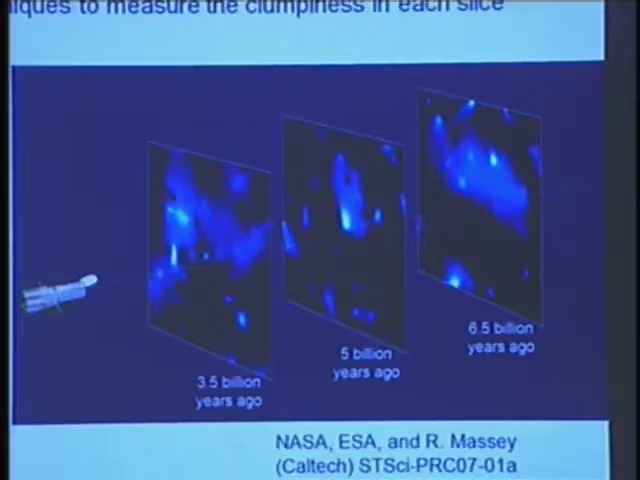 to measure the clumpiness in each slice
6.5 billion
years ago
5 billion
years ago
3.5 billion
years ago
NASA, ESA, and R. Massey
(Caltech) STSci-PRC07-01a